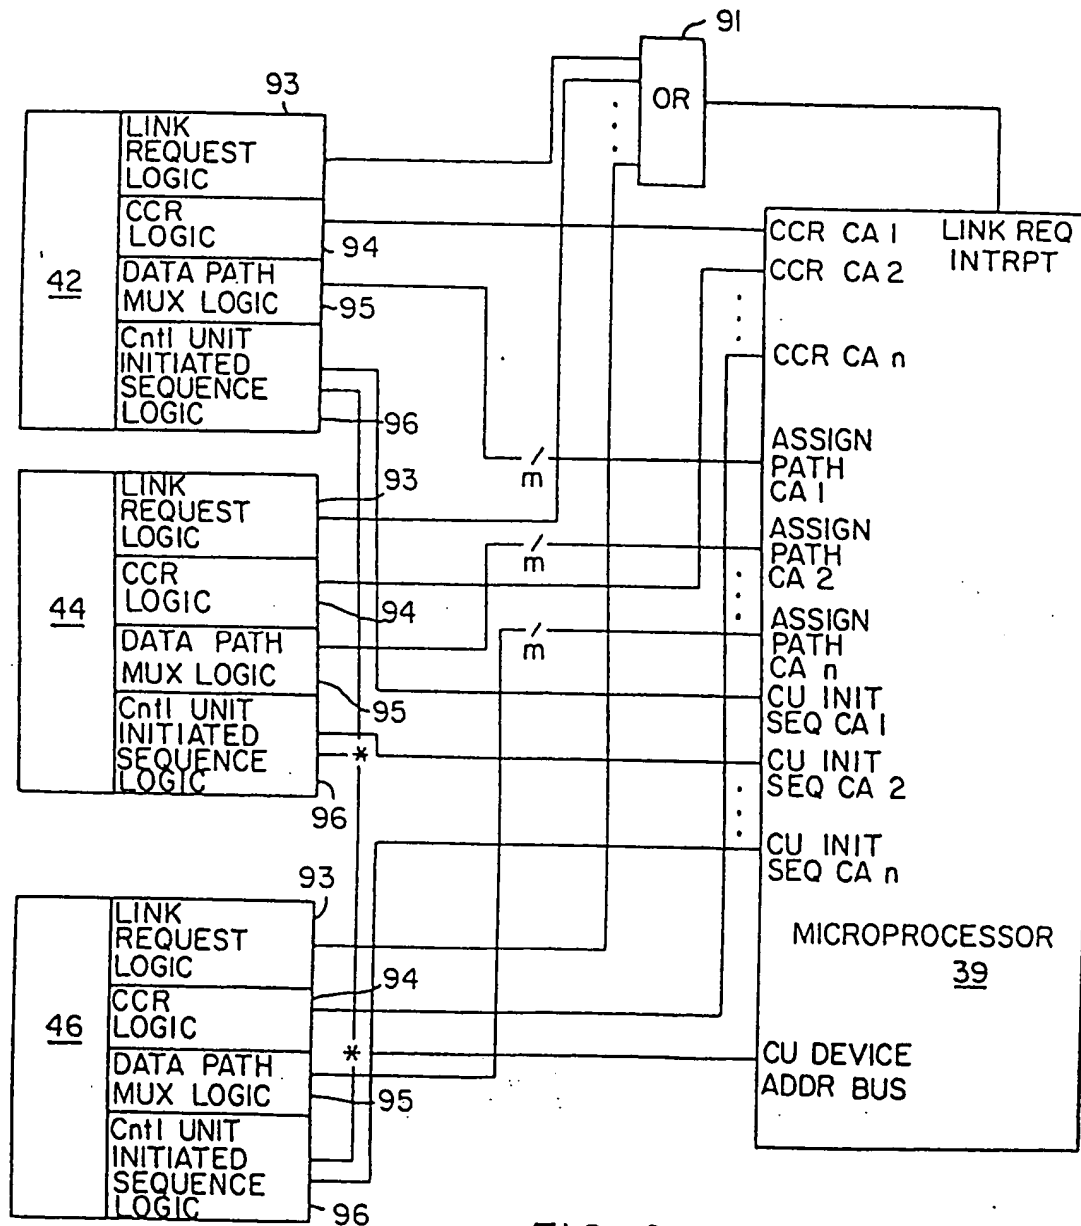 91
OR
93
LINK
REQUEST
LOGIC
CCR
LOGIC
94
DATA PATH
MUX LOGIC
95
Cntl UNIT
INITIATED
SEQUENCE
LOGIC
96
42
LINK
REQUEST
LOGIC
93
CCR
LOGIC
94
DATA PATH
MUX LOGIC
95
Cntl UNIT
INITIATED
SEQUENCE
LOGIC
96
44
*
LINK
REQUEST
LOGIC
93
CCR
LOGIC
94
DATA PATH
MUX LOGIC
95
Cntl UNIT
INITIATED
SEQUENCE
LOGIC
96
46
*
m
m
m
CCR CA 1
LINK REQ
INTRPT
CCR CA 2
CCR CA n
ASSIGN
PATH
CA 1
ASSIGN
PATH
CA 2
ASSIGN
PATH
CA n
CU INIT
SEQ CA 1
CU INIT
SEQ CA 2
CU INIT
SEQ CA n
MICROPROCESSOR
39
CU DEVICE
ADDR BUS